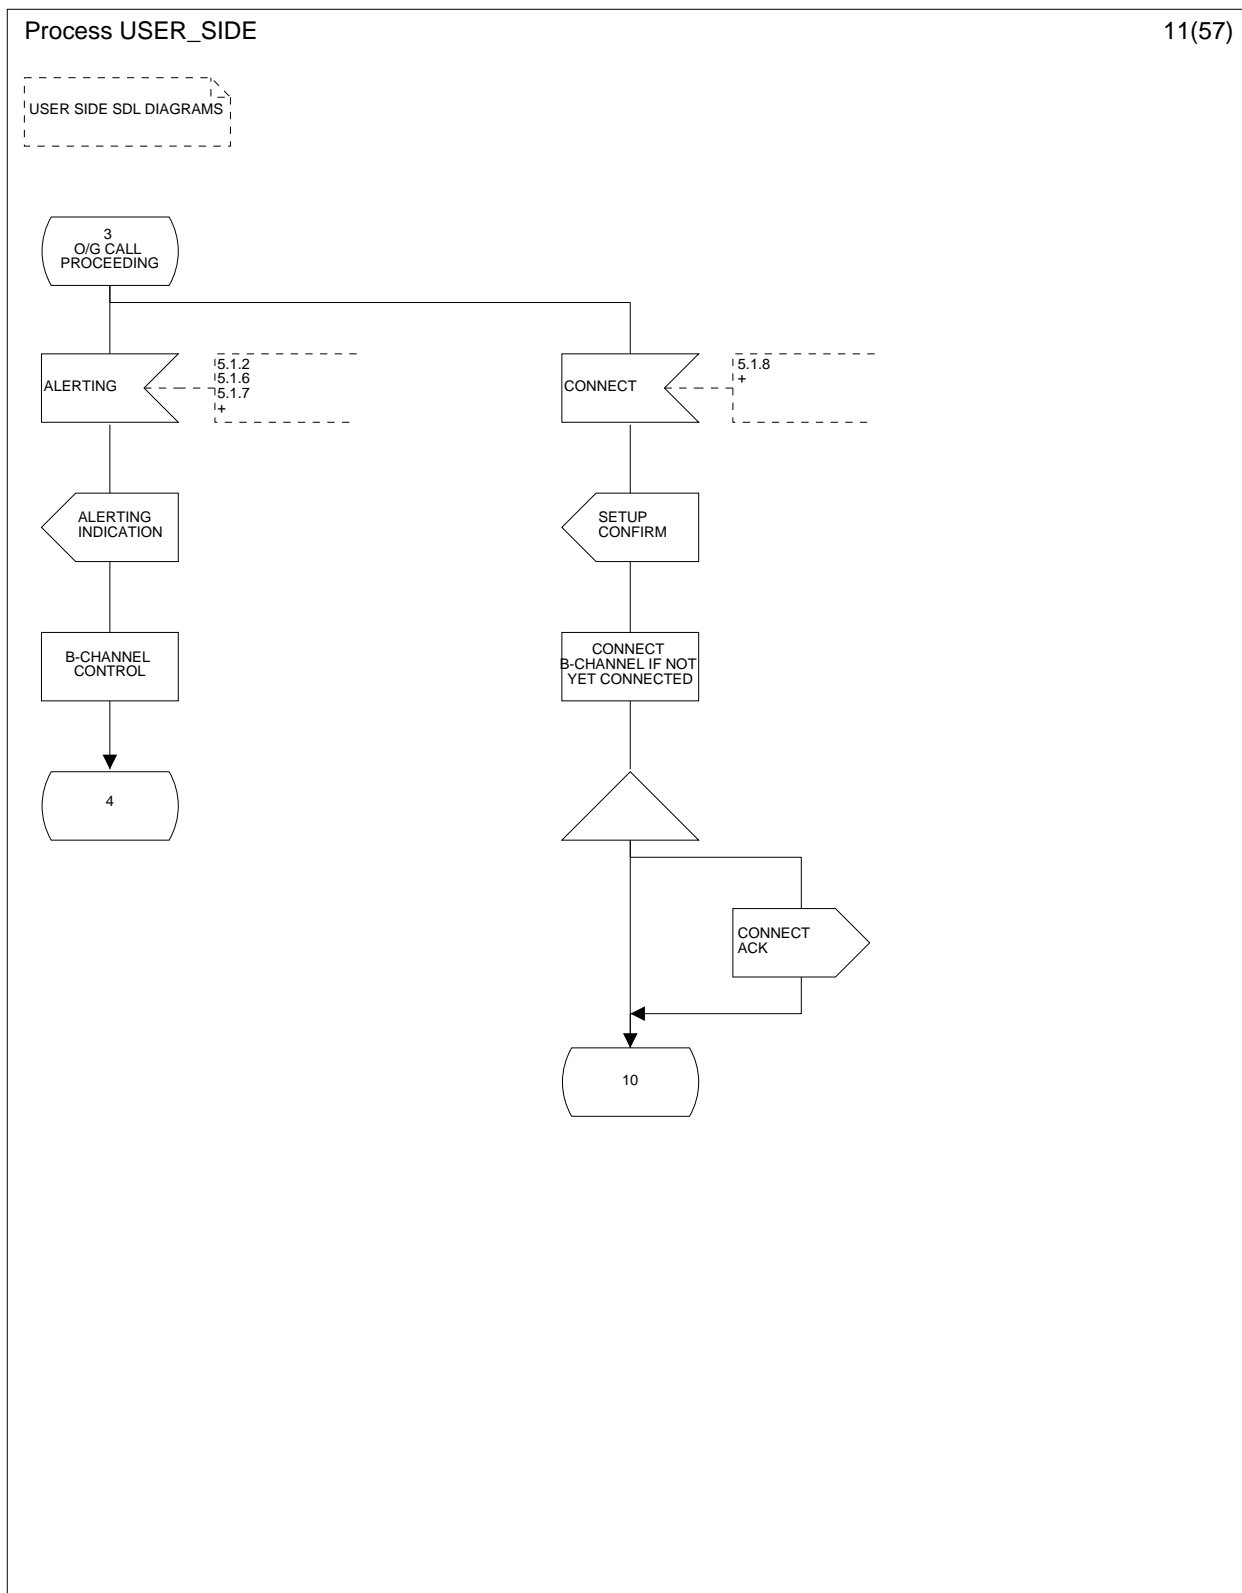 Process USER_SIDE
11(57)
USER SIDE SDL DIAGRAMS
3
O/G CALL
PROCEEDING
ALERTING
5.1.2
5.1.6
5.1.7
+
CONNECT
5.1.8
+
ALERTING
INDICATION
SETUP
CONFIRM
B-CHANNEL
CONTROL
CONNECT
B-CHANNEL IF NOT
YET CONNECTED
4
CONNECT
ACK
10